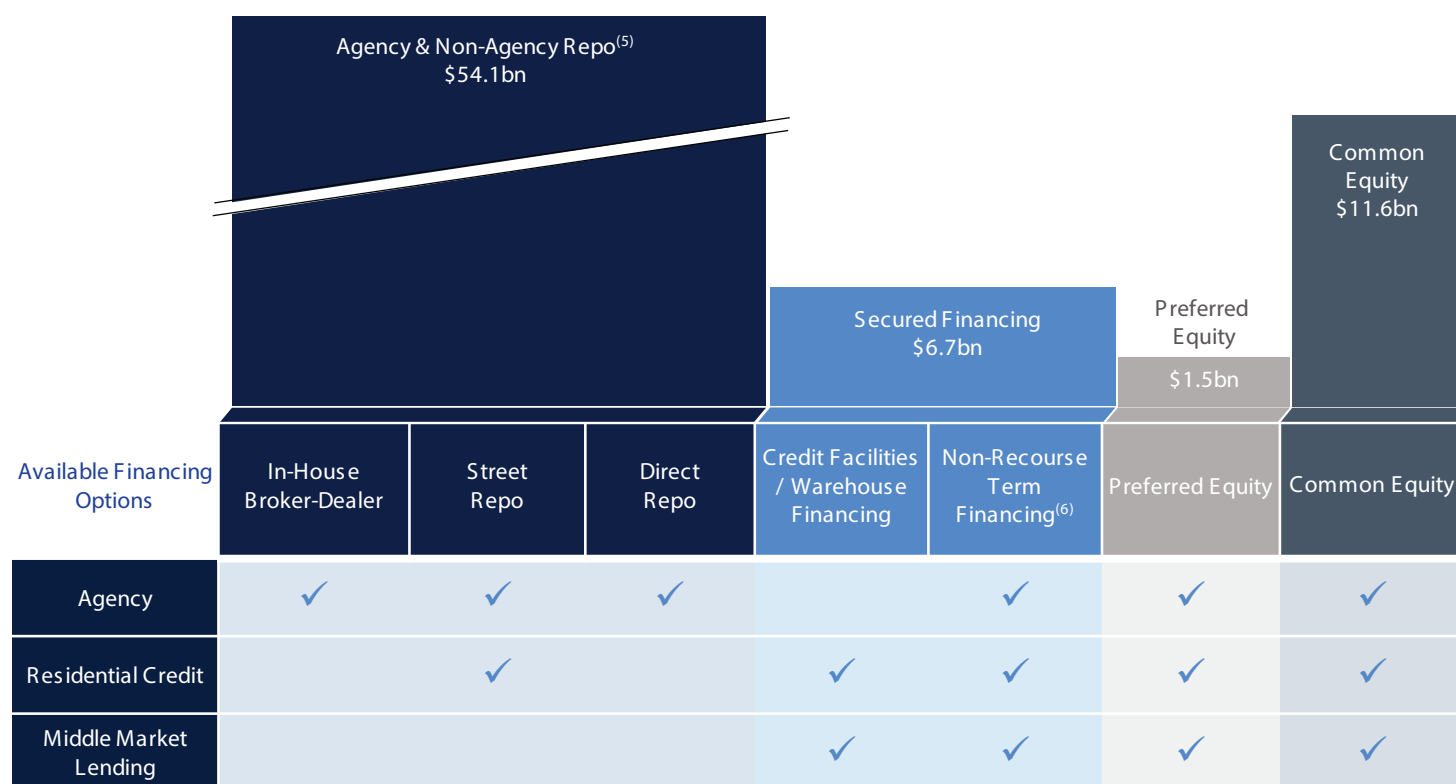 Agency & Non-Agency Repo(5)
$54.1bn
Common
Equity
$11.6bn
Secured Financing
$6.7bn
Preferred
Equity
$1.5bn
Available Financing
Options
In-House
Broker-Dealer
Street
Repo
Direct
Repo
Credit Facilities
/ Warehouse
Financing
Non-Recourse
Term
Financing(6)
Preferred Equity
Common Equity
Agency
Residential Credit
Middle Market
Lending